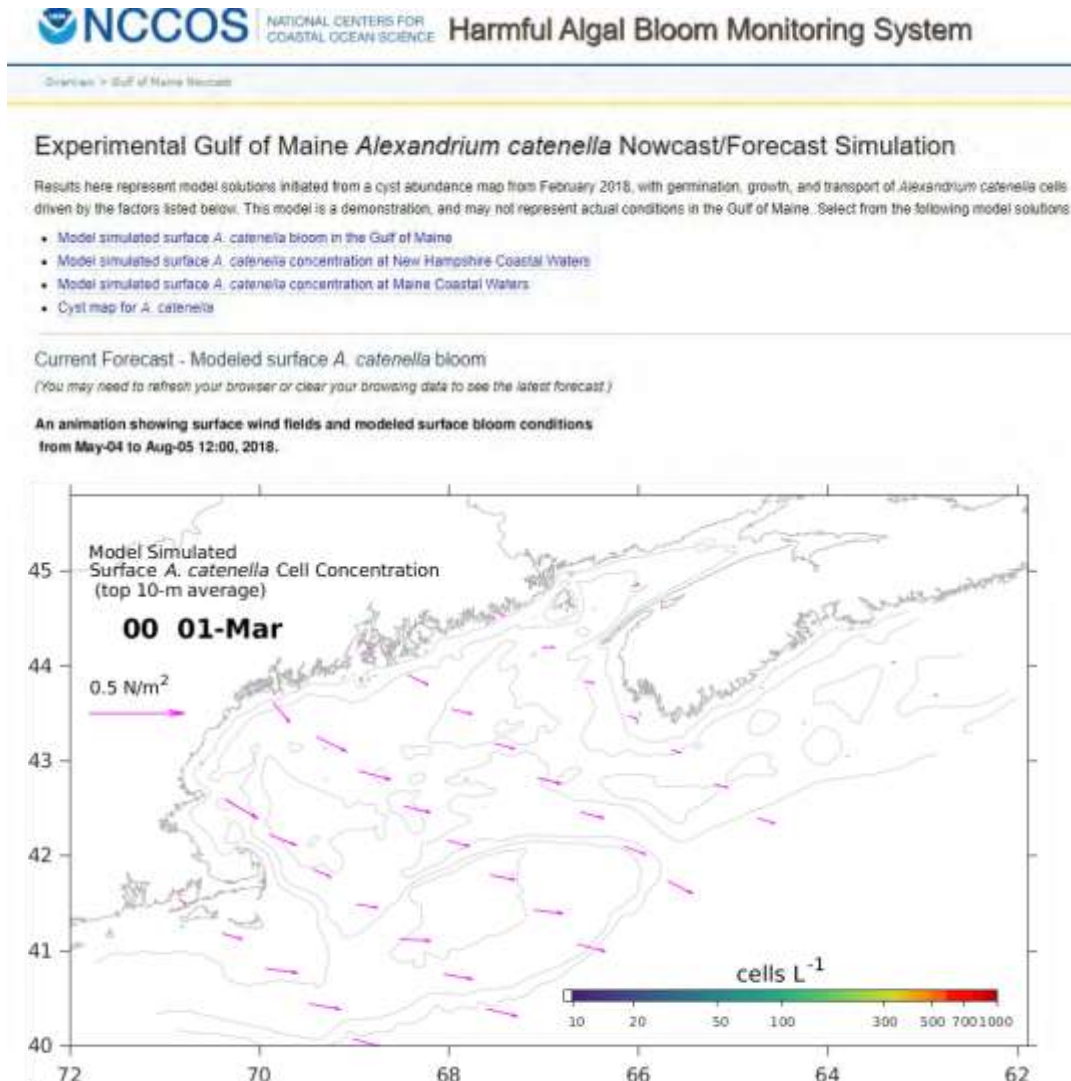 NCCOS NATIONAL CENTERS FOR
COASTAL OCEAN SCIENCE Harmful Algal Bloom Monitoring System
Overview > Gulf of Maine Nowcast
Experimental Gulf of Maine Alexandrium catenella Nowcast/Forecast Simulation
Results here represent model solutions initiated from a cyst abundance map from February 2018, with germination, growth, and transport of Alexandrium catenella cells
driven by the factors listed below. This model is a demonstration, and may not represent actual conditions in the Gulf of Maine. Select from the following model solutions
• Model simulated surface A. catenella bloom in the Gulf of Maine
• Model simulated surface A. catenella concentration at New Hampshire Coastal Waters
• Model simulated surface A. catenella concentration at Maine Coastal Waters
• Cyst map for A. catenella
Current Forecast - Modeled surface A. catenella bloom
(You may need to refresh your browser or clear your browsing data to see the latest forecast.)
An animation showing surface wind fields and modeled surface bloom conditions
from May-04 to Aug-05 12:00, 2018.
Model Simulated
Surface A. catenella Cell Concentration
(top 10-m average)
00 01-Mar
0.5 N/m²
45
44
43
42
41
40
cells L⁻¹
10 20 50 100 300 500 700 1000
72 70 68 66 64 62